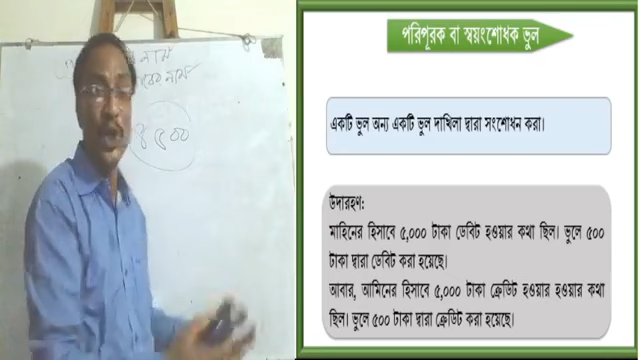 পরিপূরক বা স্বয়ংশোধক ভুল
একটি ভুল অন্য একটি ভুল দাখিলা দ্বারা সংশোধন করা।
উদাহরণ:
মাহিনের হিসাবে ৫,০০০ টাকা ডেবিট হওয়ার কথা ছিল। ভুলে ৫০০
টাকা দ্বারা ডেবিট করা হয়েছে।
আবার, আমিনের হিসাবে ৫,০০০ টাকা ক্রেডিট হওয়ার হওয়ার কথা
ছিল। ভুলে ৫০০ টাকা দ্বারা ক্রেডিট করা হয়েছে।
৪৫০০